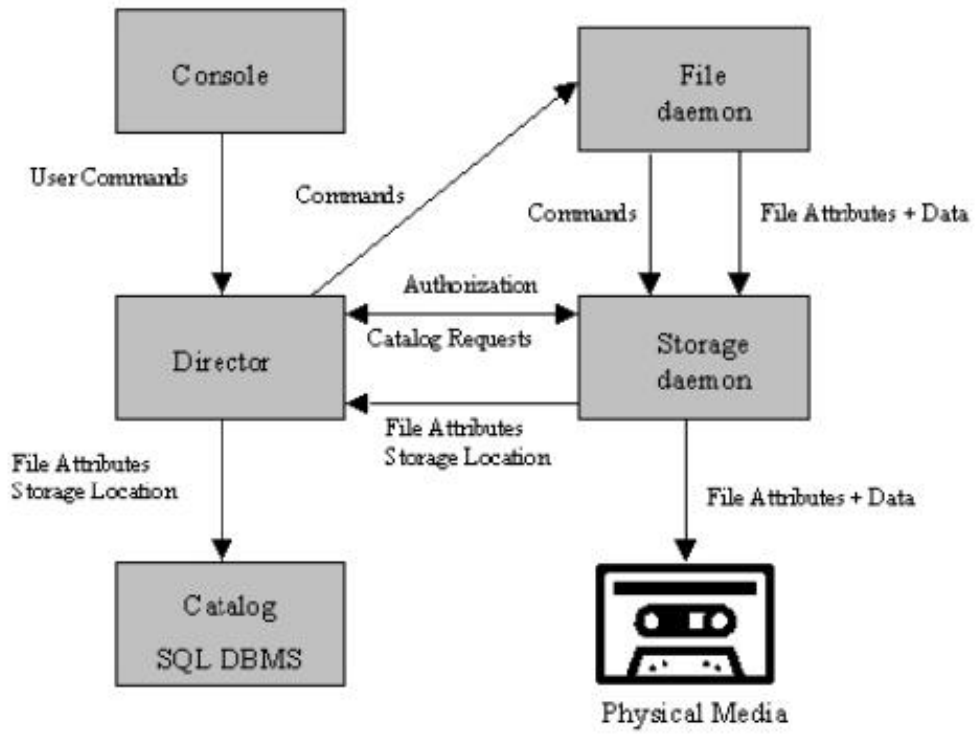 Console
File
daemon
User Commands
Commands
Commands
File Attributes + Data
Authorization
Catalog Requests
Director
Storage
daemon
File Attributes
Storage Location
File Attributes
Storage Location
File Attributes + Data
Catalog
SQL DBMS
Physical Media